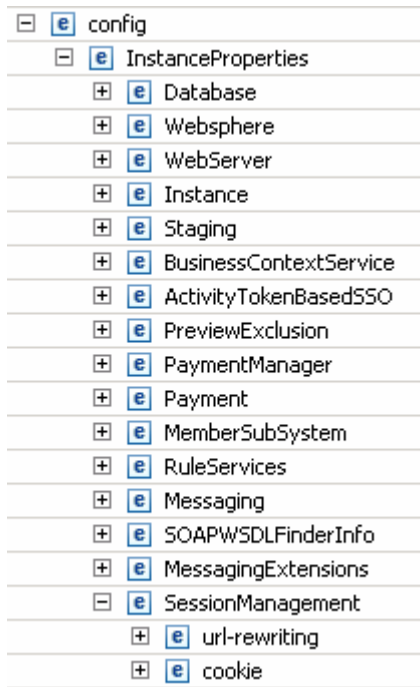 config
InstanceProperties
Database
Websphere
WebServer
Instance
Staging
BusinessContextService
ActivityTokenBasedSSO
PreviewExclusion
PaymentManager
Payment
MemberSubSystem
RuleServices
Messaging
SOAPWSDLFinderInfo
MessagingExtensions
SessionManagement
url-rewriting
cookie